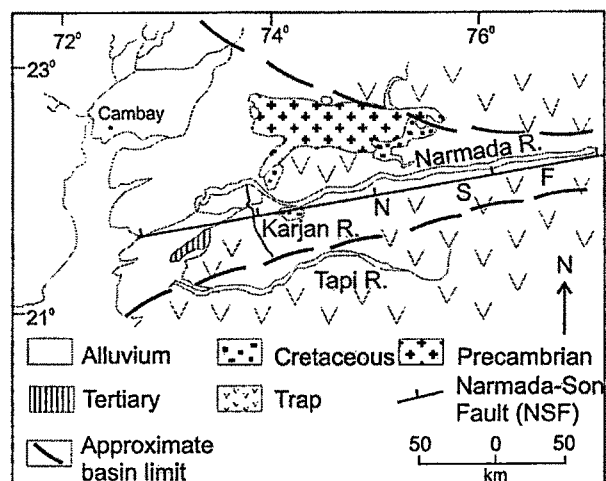 72° 74° 76°
23°
Cambay
Narmada R.
N S F
Karjan R.
Tapi R.
N
21°
Alluvium Cretaceous Precambrian
Tertiary Trap Narmada-Son
Fault (NSF)
Approximate
basin limit
50 0 50
km